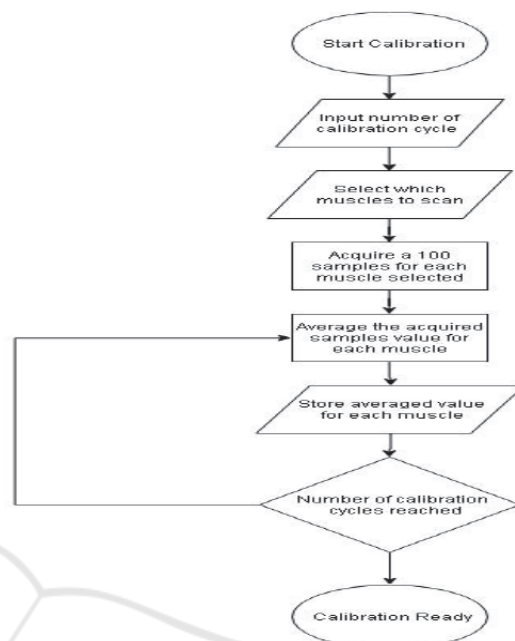 Start Calibration
Input number of
calibration cycle
Select which
muscles to scan
Acquire a 100
samples for each
muscle selected
Average the acquired
samples value for
each muscle
Store averaged value
for each muscle
Number of calibration
cycles reached
Calibration Ready